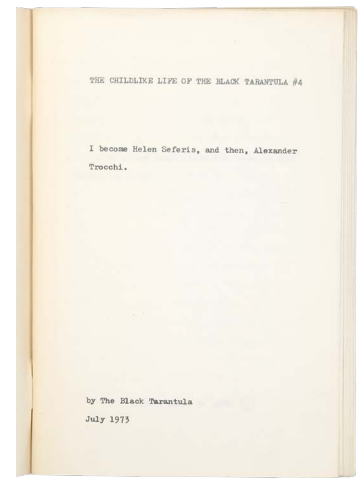 THE CHILDLIKE LIFE OF THE BLACK TARANTULA #4
I become Helen Seferis, and then, Alexander
Trocchi.
by The Black Tarantula
July 1973